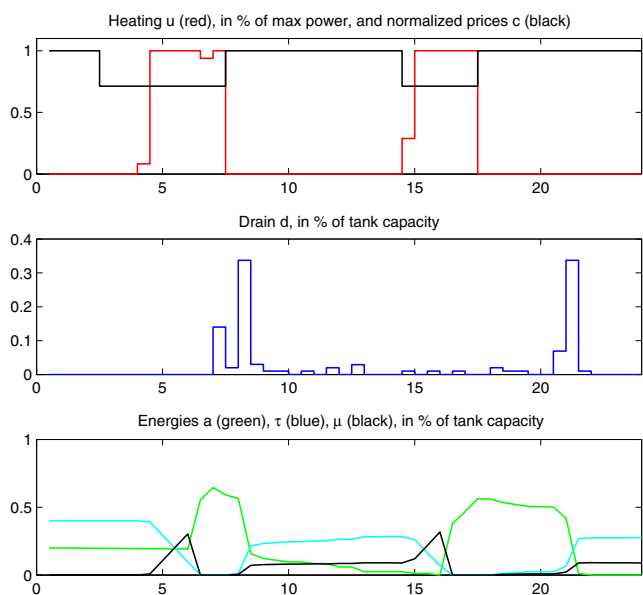 Heating u (red), in % of max power, and normalized prices c (black)
1
0.5
0
0 5 10 15 20
Drain d, in % of tank capacity
0.4
0.3
0.2
0.1
0
0 5 10 15 20
Energies a (green), τ (blue), μ (black), in % of tank capacity
1
0.5
0
0 5 10 15 20